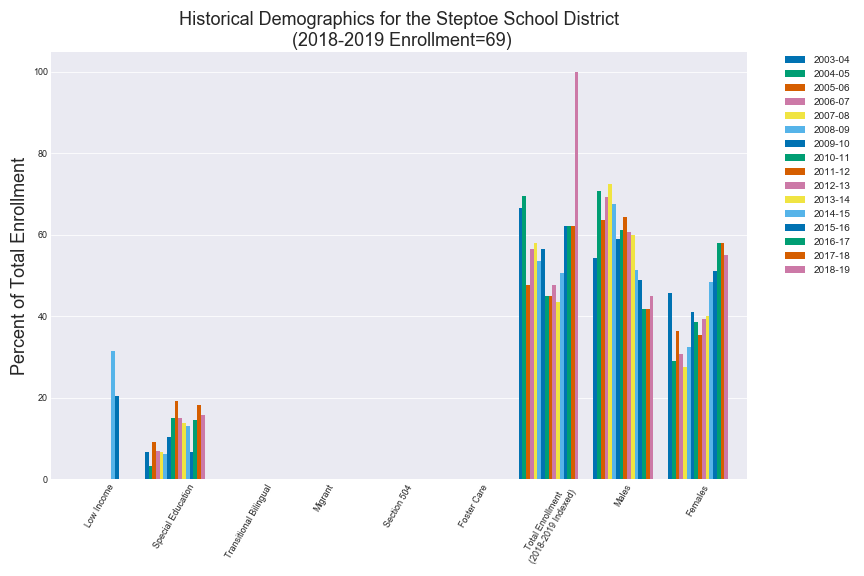 Historical Demographics for the Steptoe School District
(2018-2019 Enrollment=69)
Percent of Total Enrollment
100
80
60
40
20
0
Low Income
Special Education
Transitional Bilingual
Migrant
Section 504
Foster Care
Total Enrollment
(2018-2019 Indexed)
Males
Females
2003-04
2004-05
2005-06
2006-07
2007-08
2008-09
2009-10
2010-11
2011-12
2012-13
2013-14
2014-15
2015-16
2016-17
2017-18
2018-19